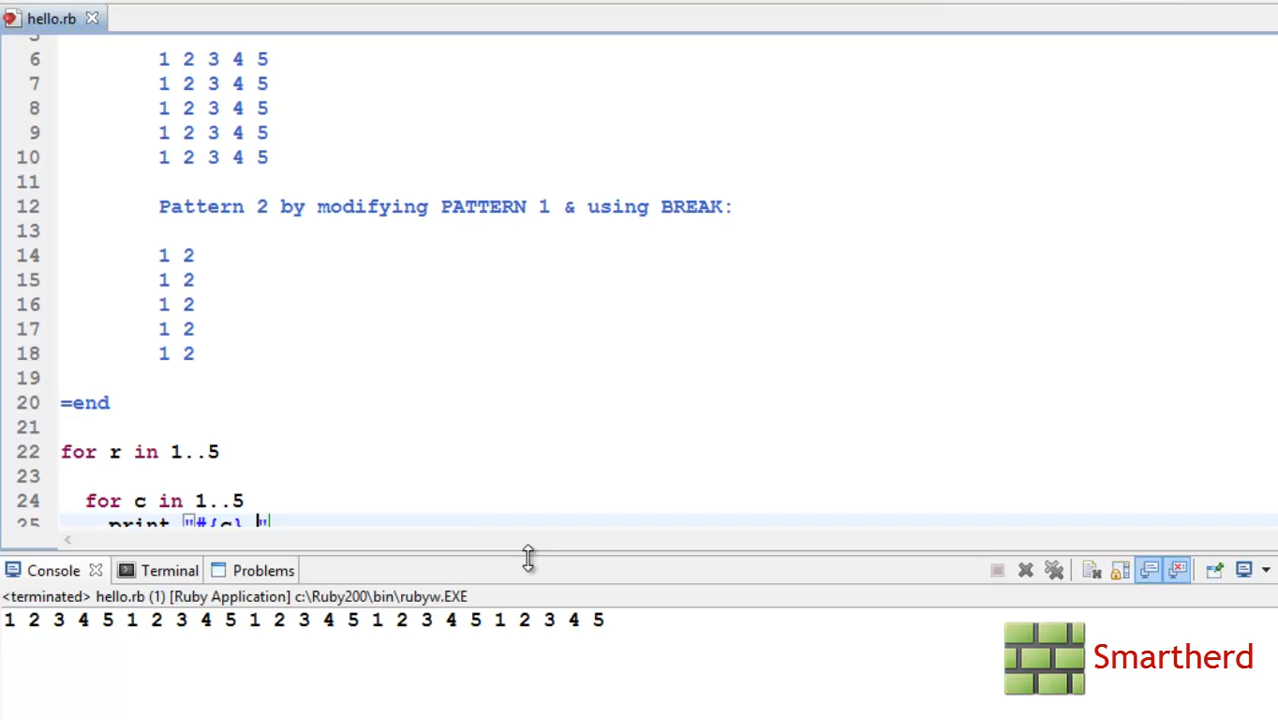 hello.rb
5
6 1 2 3 4 5
7 1 2 3 4 5
8 1 2 3 4 5
9 1 2 3 4 5
10 1 2 3 4 5
11
12 Pattern 2 by modifying PATTERN 1 & using BREAK:
13
14 1 2
15 1 2
16 1 2
17 1 2
18 1 2
19
20 =end
21
22 for r in 1..5
23
24 for c in 1..5
25 print "#{c} "
Console Terminal Problems
<terminated> hello.rb (1) [Ruby Application] c:\Ruby200\bin\rubyw.EXE
1 2 3 4 5 1 2 3 4 5 1 2 3 4 5 1 2 3 4 5 1 2 3 4 5
Smartherd